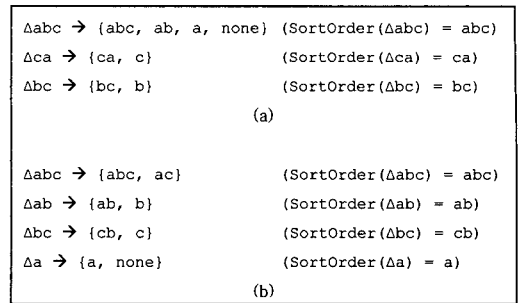 Δabc → {abc, ab, a, none} (SortOrder(Δabc) = abc)
Δca → {ca, c} (SortOrder(Δca) = ca)
Δbc → {bc, b} (SortOrder(Δbc) = bc)
(a)
Δabc → {abc, ac} (SortOrder(Δabc) = abc)
Δab → {ab, b} (SortOrder(Δab) = ab)
Δbc → {cb, c} (SortOrder(Δbc) = cb)
Δa → {a, none} (SortOrder(Δa) = a)
(b)